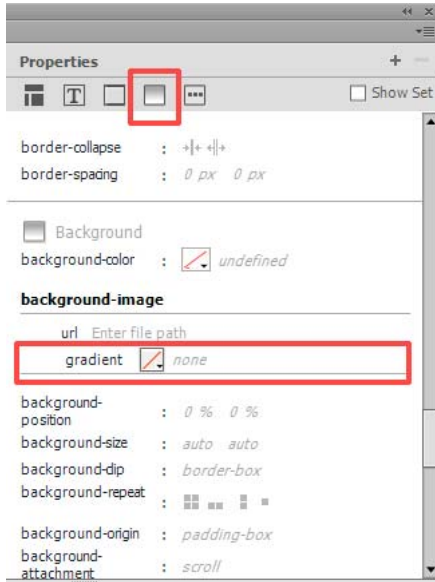 Properties
T Show Set
border-collapse :
border-spacing : 0 px 0 px
Background
background-color : undefined
background-image
url Enter file path
gradient none
background-
position : 0 % 0 %
background-size : auto auto
background-dip : border-box
background-repeat :
background-origin : padding-box
background-
attachment : scroll